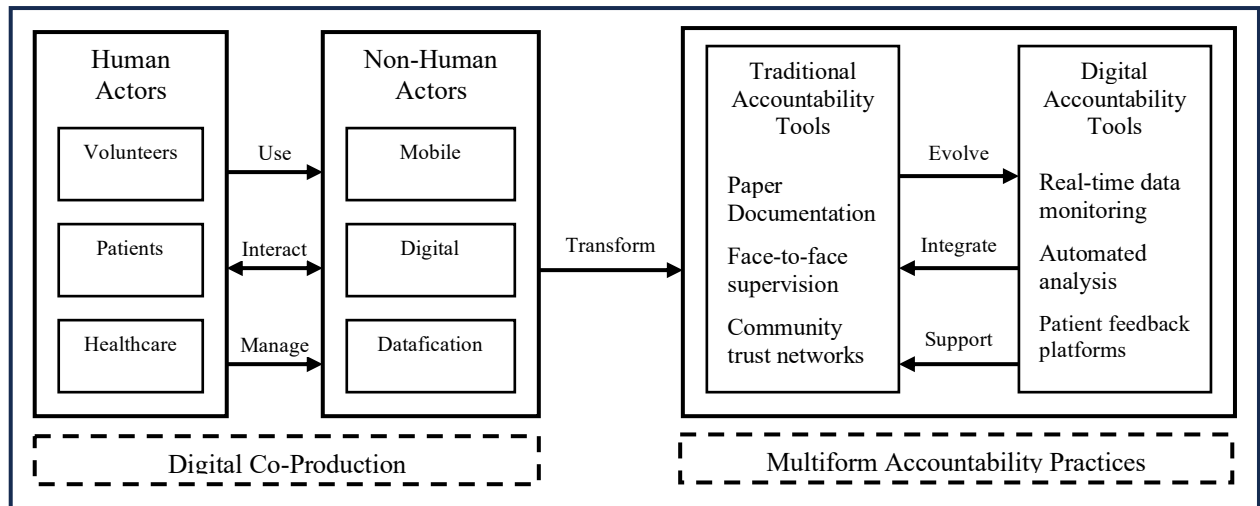 Human
Actors
Volunteers
Patients
Healthcare
Use
Interact
Manage
Non-Human
Actors
Mobile
Digital
Datafication
Transform
Traditional
Accountability
Tools
Paper
Documentation
Face-to-face
supervision
Community
trust networks
Evolve
Integrate
Support
Digital
Accountability
Tools
Real-time data
monitoring
Automated
analysis
Patient feedback
platforms
Digital Co-Production
Multiform Accountability Practices